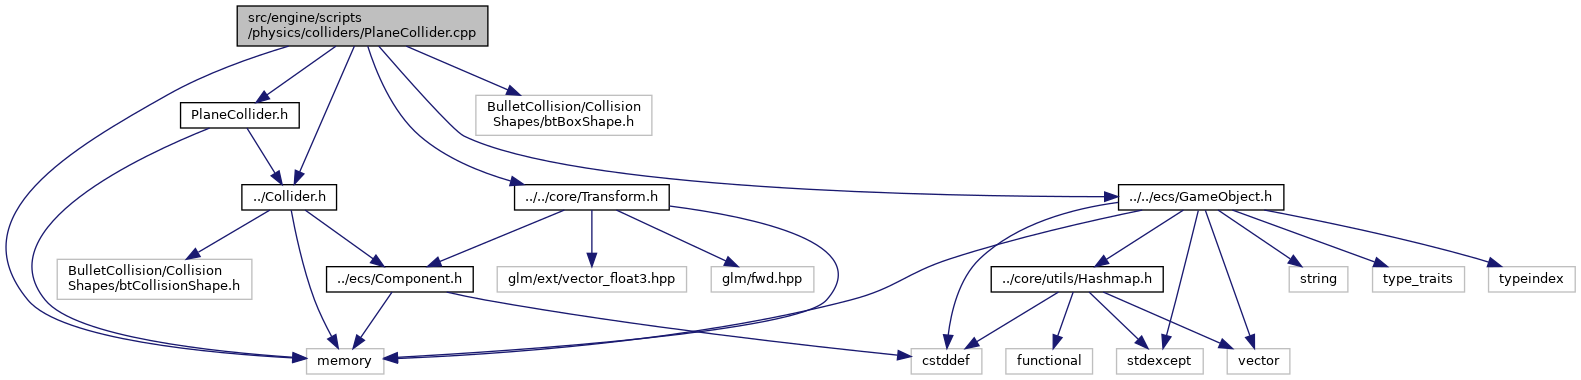 src/engine/scripts
/physics/colliders/PlaneCollider.cpp
PlaneCollider.h
BulletCollision/Collision
Shapes/btBoxShape.h
../Collider.h
../../core/Transform.h
../../ecs/GameObject.h
BulletCollision/Collision
Shapes/btCollisionShape.h
../ecs/Component.h
glm/ext/vector_float3.hpp
glm/fwd.hpp
../core/utils/Hashmap.h
string
type_traits
typeindex
memory
cstddef
functional
stdexcept
vector